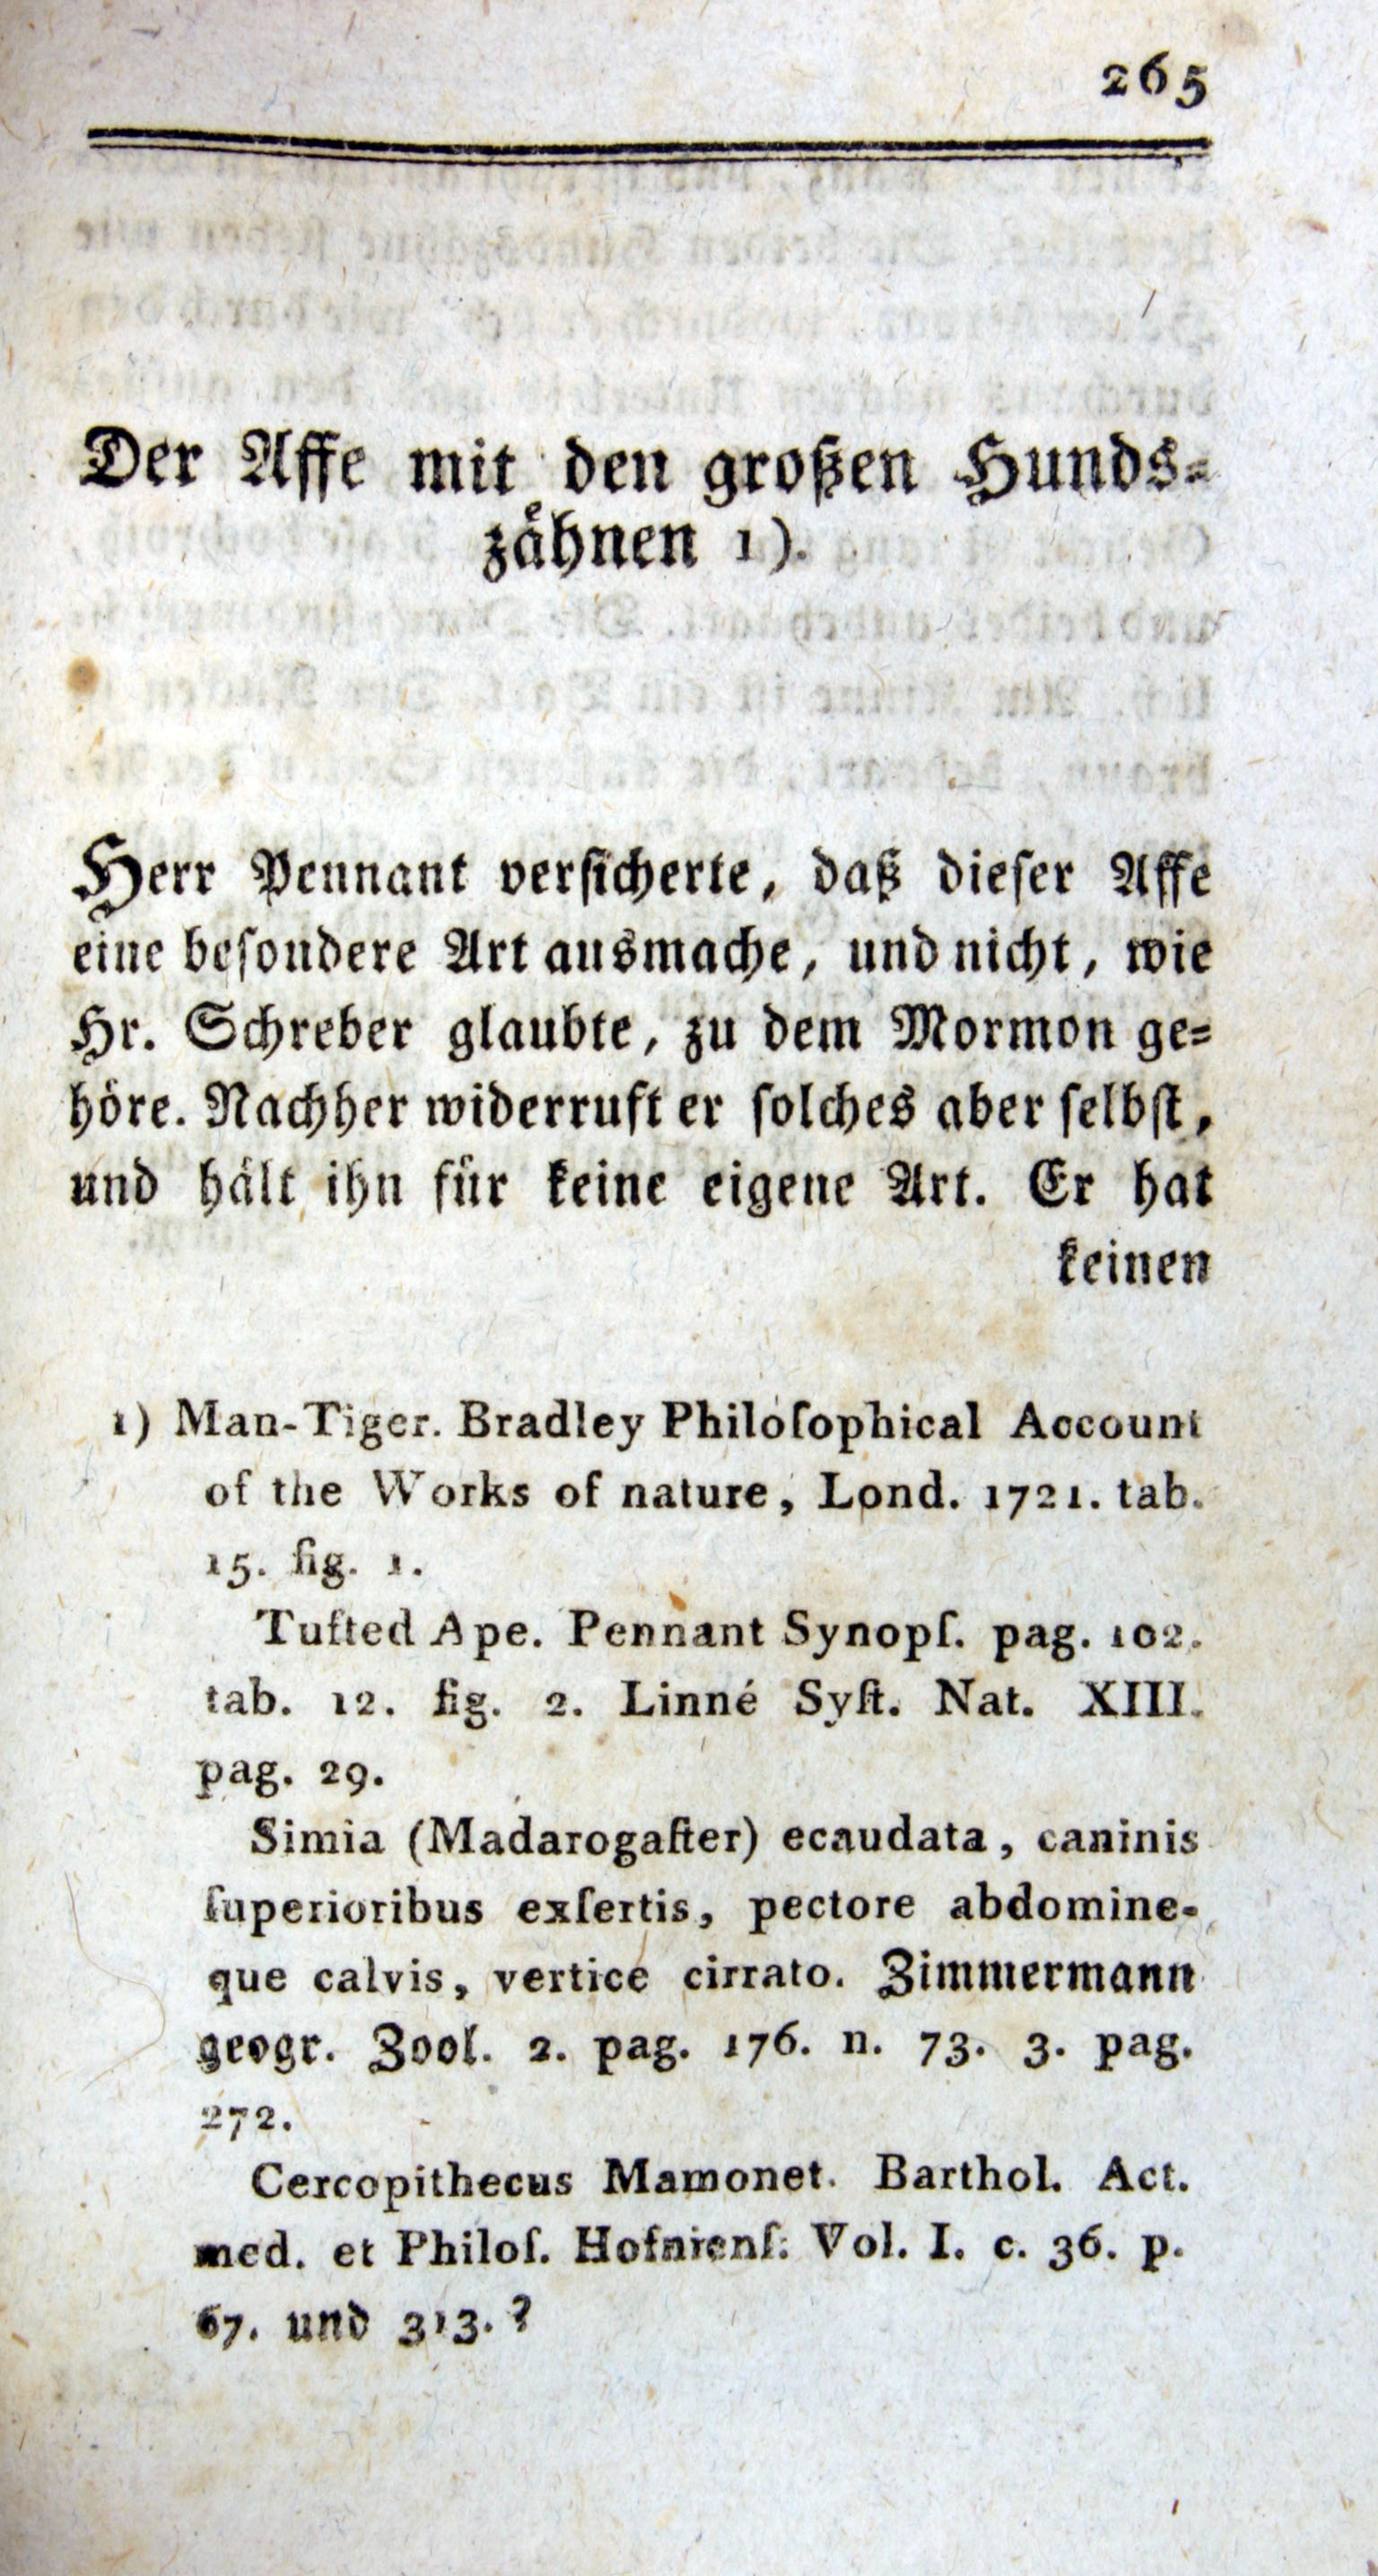 265
Der Affe mit den großen Hunds-
zähnen 1).
Herr Pennant verſicherte, daß dieſer Affe
eine beſondere Art ausmache, und nicht, wie
Hr. Schreber glaubte, zu dem Mormon ge-
höre. Nachher widerruft er ſolches aber ſelbſt,
und hält ihn für keine eigene Art. Er hat
keinen
1) Man-Tiger. Bradley Philoſophical Account
of the Works of nature, Lond. 1721. tab.
15. fig. 1.
Tufted Ape. Pennant Synopſ. pag. 102.
tab. 12. fig. 2. Linné Syſt. Nat. XIII.
pag. 29.
Simia (Madarogaſter) ecaudata, caninis
ſuperioribus exſertis, pectore abdomine-
que calvis, vertice cirrato. Zimmermann
geogr. Zool. 2. pag. 176. n. 73. 3. pag.
272.
Cercopithecus Mamonet. Barthol. Act.
med. et Philoſ. Hafnienſ. Vol. I. c. 36. p.
67. und 313. ?